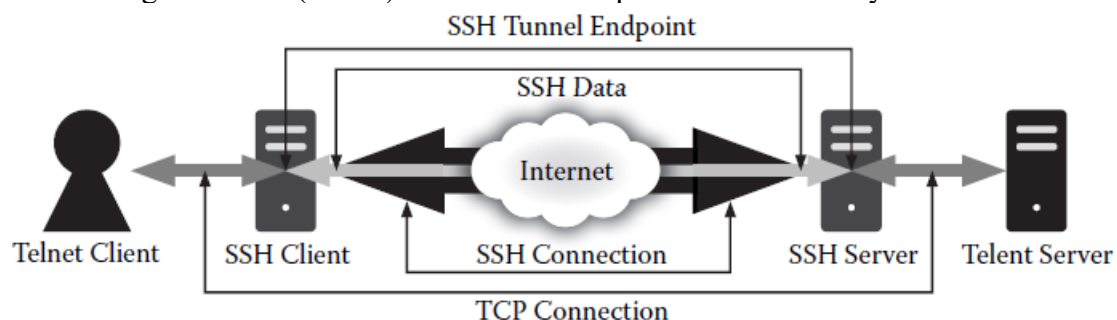 SSH Tunnel Endpoint
SSH Data
Internet
Telnet Client
SSH Client
SSH Connection
SSH Server
Telent Server
TCP Connection